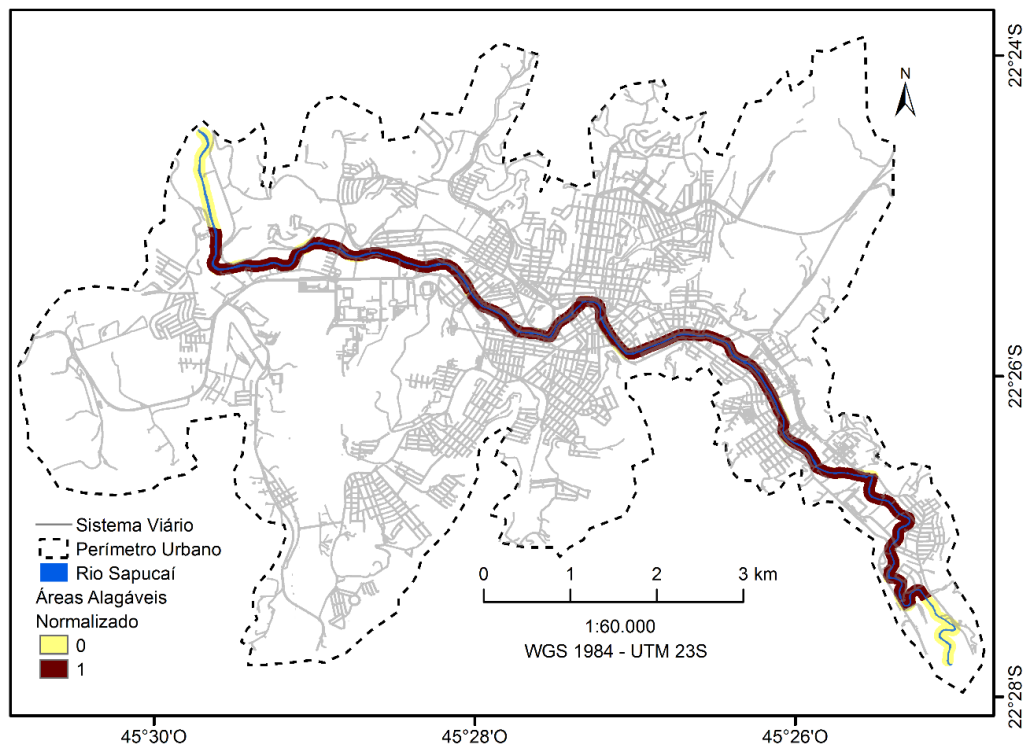 22°24'S
N
22°26'S
Sistema Viário
Perímetro Urbano
Rio Sapucaí
Áreas Alagáveis
Normalizado
0
1
0 1 2 3 km
1:60.000
WGS 1984 - UTM 23S
22°28'S
45°30'O 45°28'O 45°26'O